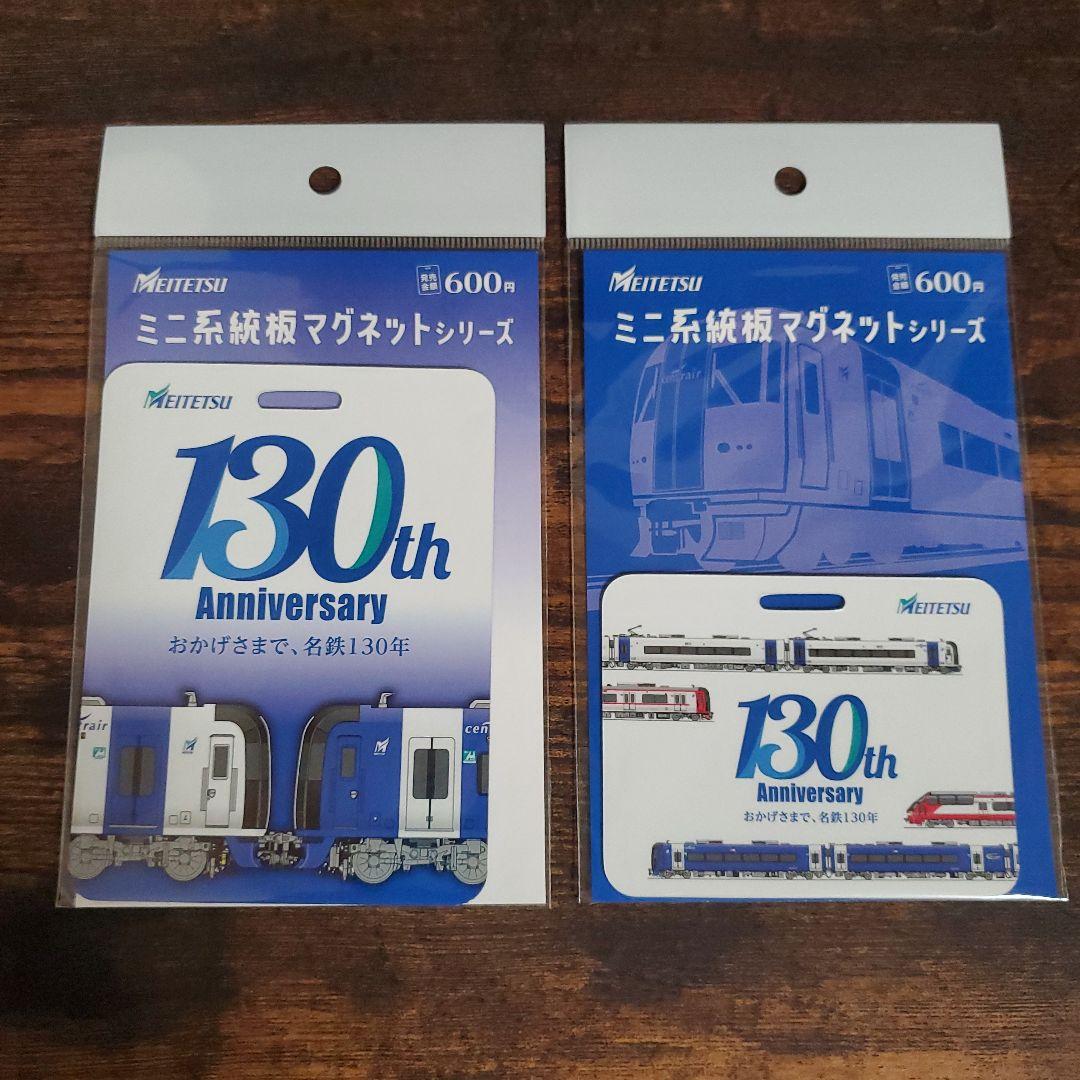 MEITETSU
発売金額 600円
ミニ系統板マグネットシリーズ
MEITETSU
130th
Anniversary
おかげさまで、名鉄130年
rair
cen
MEITETSU
発売金額 600円
ミニ系統板マグネットシリーズ
centrair
MEITETSU
130th
Anniversary
おかげさまで、名鉄130年